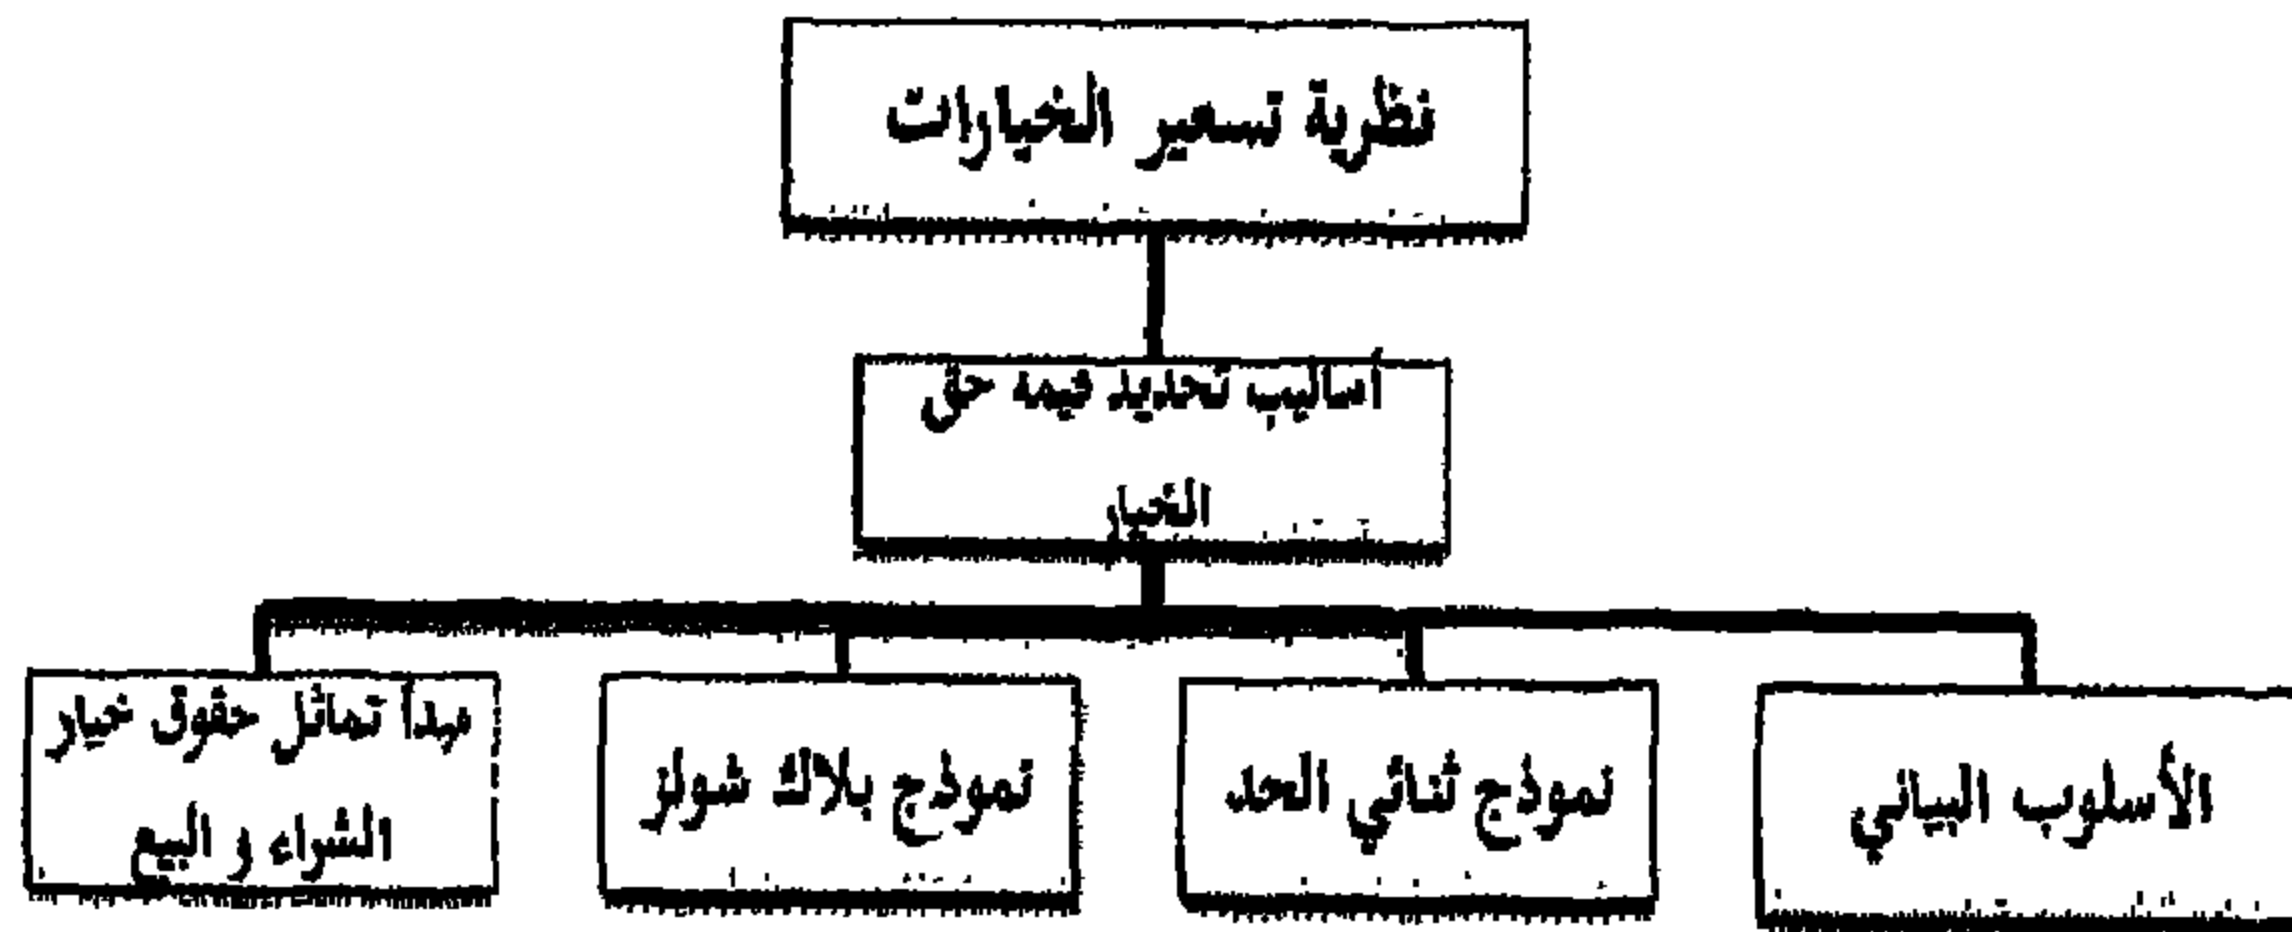 نظرية تسعير الخيارات
أساليب تحديد قيمة حق
الخيار
الأسلوب البياني
نموذج ثنائي الحد
نموذج بلاك شولز
مبدأ تماثل حقوق خيار
الشراء و البيع